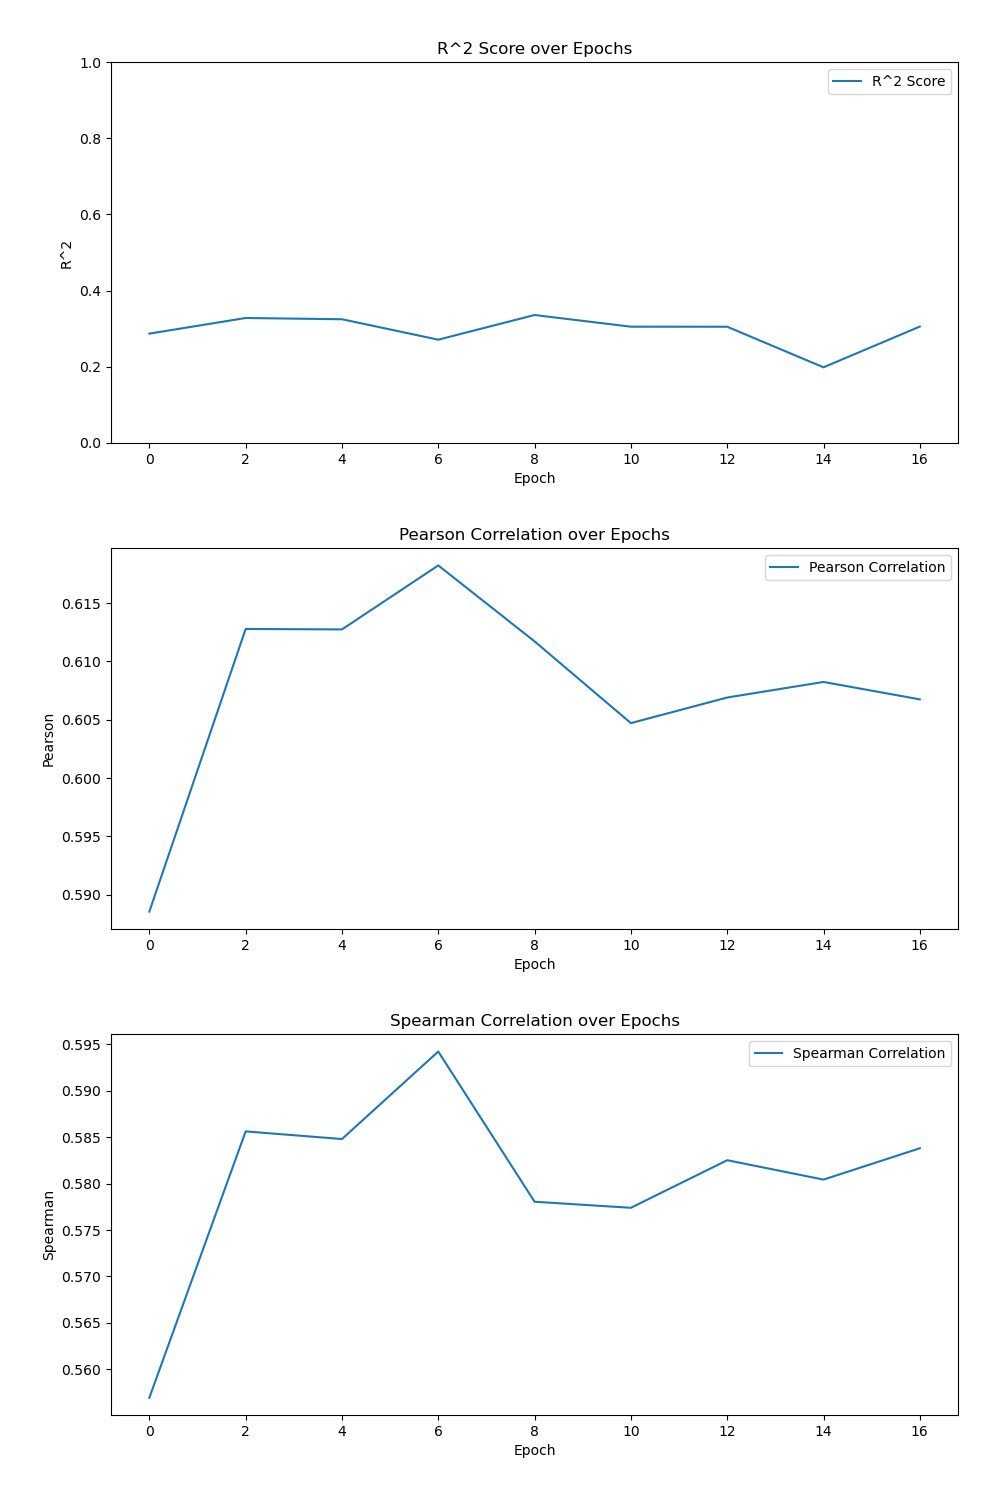 R^2 Score over Epochs
1.0
R^2 Score
0.8
0.6
R^2
0.4
0.2
0.0
0 2 4 6 8 10 12 14 16
Epoch
Pearson Correlation over Epochs
Pearson Correlation
0.615
0.610
0.605
Pearson
0.600
0.595
0.590
0 2 4 6 8 10 12 14 16
Epoch
Spearman Correlation over Epochs
0.595
Spearman Correlation
0.590
0.585
0.580
Spearman
0.575
0.570
0.565
0.560
0 2 4 6 8 10 12 14 16
Epoch